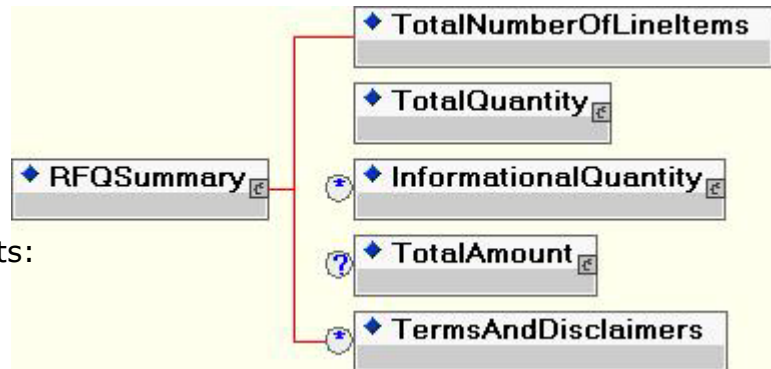 TotalNumberOfLineItems
TotalQuantity
RFQSummary
* InformationalQuantity
ts:
? TotalAmount
* TermsAndDisclaimers